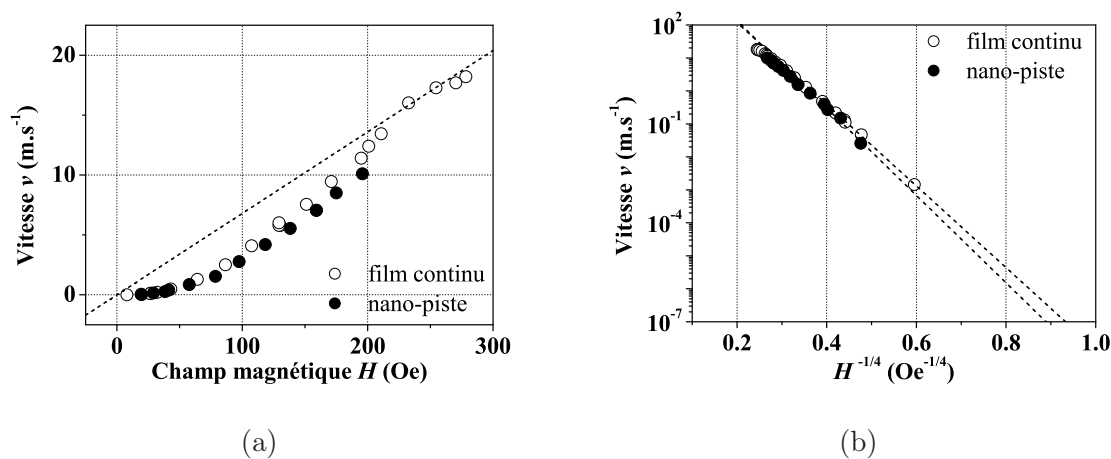 20
10
0
Vitesse v (m.s⁻¹)
film continu
nano-piste
0 100 200 300
Champ magnétique H (Oe)
(a)
10²
10⁻¹
10⁻⁴
10⁻⁷
Vitesse v (m.s⁻¹)
film continu
nano-piste
0.2 0.4 0.6 0.8 1.0
H⁻¹/⁴ (Oe⁻¹/⁴)
(b)